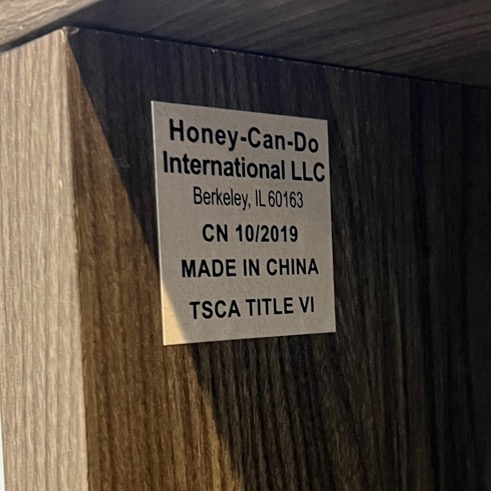 Honey-Can-Do
International LLC
Berkeley, IL 60163
CN 10/2019
MADE IN CHINA
TSCA TITLE VI